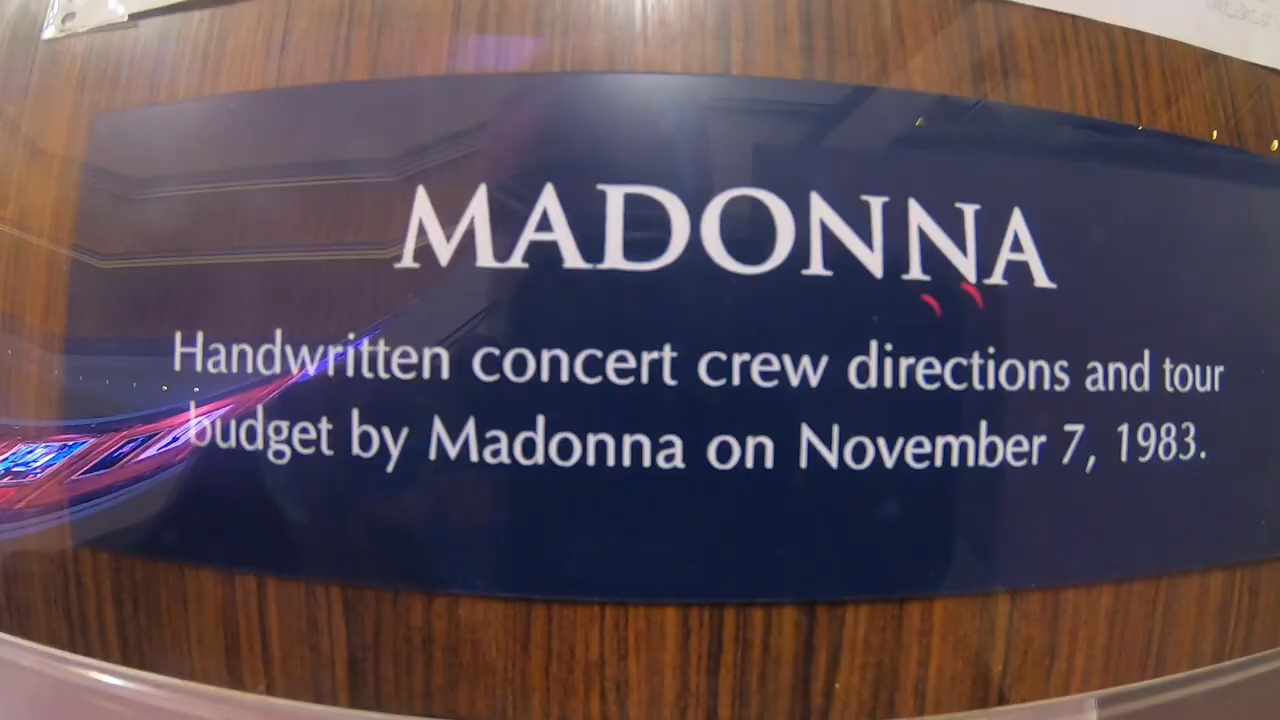 MADONNA
Handwritten concert crew directions and tour
budget by Madonna on November 7, 1983.